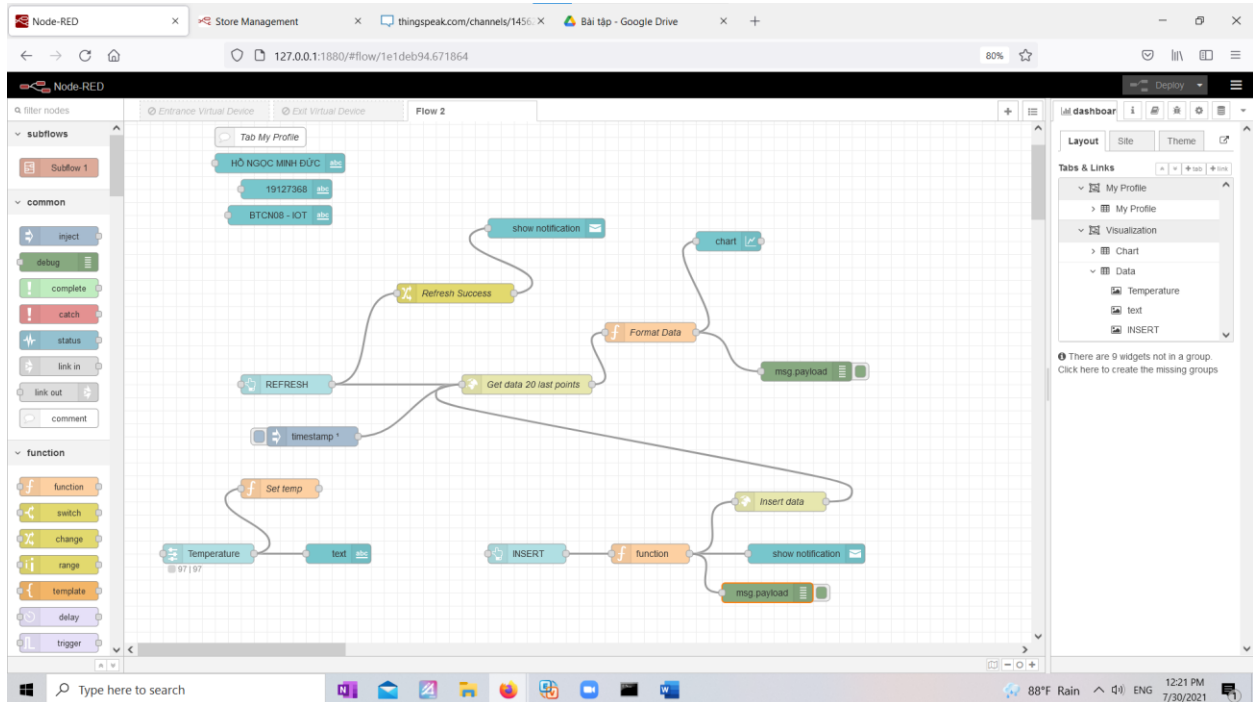 Node-RED
Store Management
thingspeak.com/channels/1456
Bài tập - Google Drive
127.0.0.1:1880/#flow/1e1deb94.671864
80%
Node-RED
Deploy
filter nodes
Entrance Virtual Device
Exit Virtual Device
Flow 2
dashboar
subflows
Subflow 1
common
inject
debug
complete
catch
status
link in
link out
comment
function
function
switch
change
range
template
delay
trigger
Tab My Profile
HỒ NGỌC MINH ĐỨC abc
19127368 abc
BTCN08 - IOT abc
show notification
chart
Refresh Success
Format Data
msg.payload
REFRESH
Get data 20 last points
timestamp *
Set temp
Insert data
Temperature
text abc
INSERT
function
show notification
97 | 97
msg.payload
Layout
Site
Theme
Tabs & Links
tab
link
My Profile
My Profile
Visualization
Chart
Data
Temperature
text
INSERT
There are 9 widgets not in a group.
Click here to create the missing groups
Type here to search
88°F Rain
ENG
12:21 PM
7/30/2021